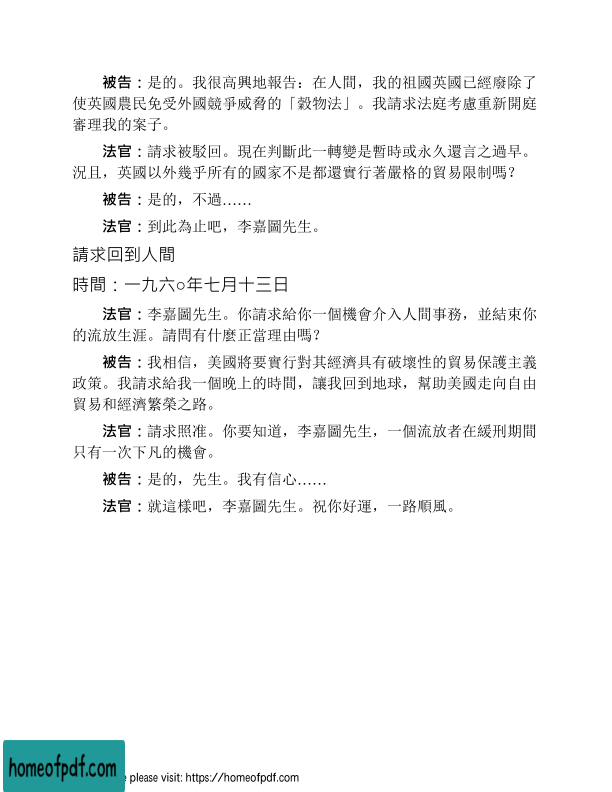 被告：是的。我很高興地報告：在人間，我的祖國英國已經廢除了
使英國農民免受外國競爭威脅的「穀物法」。我請求法庭考慮重新開庭
審理我的案子。
法官：請求被駁回。現在判斷此一轉變是暫時或永久還言之過早。
況且，英國以外幾乎所有的國家不是都還實行著嚴格的貿易限制嗎？
被告：是的，不過……
法官：到此為止吧，李嘉圖先生。
請求回到人間
時間：一九六○年七月十三日
法官：李嘉圖先生。你請求給你一個機會介入人間事務，並結束你
的流放生涯。請問有什麼正當理由嗎？
被告：我相信，美國將要實行對其經濟具有破壞性的貿易保護主義
政策。我請求給我一個晚上的時間，讓我回到地球，幫助美國走向自由
貿易和經濟繁榮之路。
法官：請求照准。你要知道，李嘉圖先生，一個流放者在緩刑期間
只有一次下凡的機會。
被告：是的，先生。我有信心……
法官：就這樣吧，李嘉圖先生。祝你好運，一路順風。
homeofpdf.com
please visit: https://homeofpdf.com